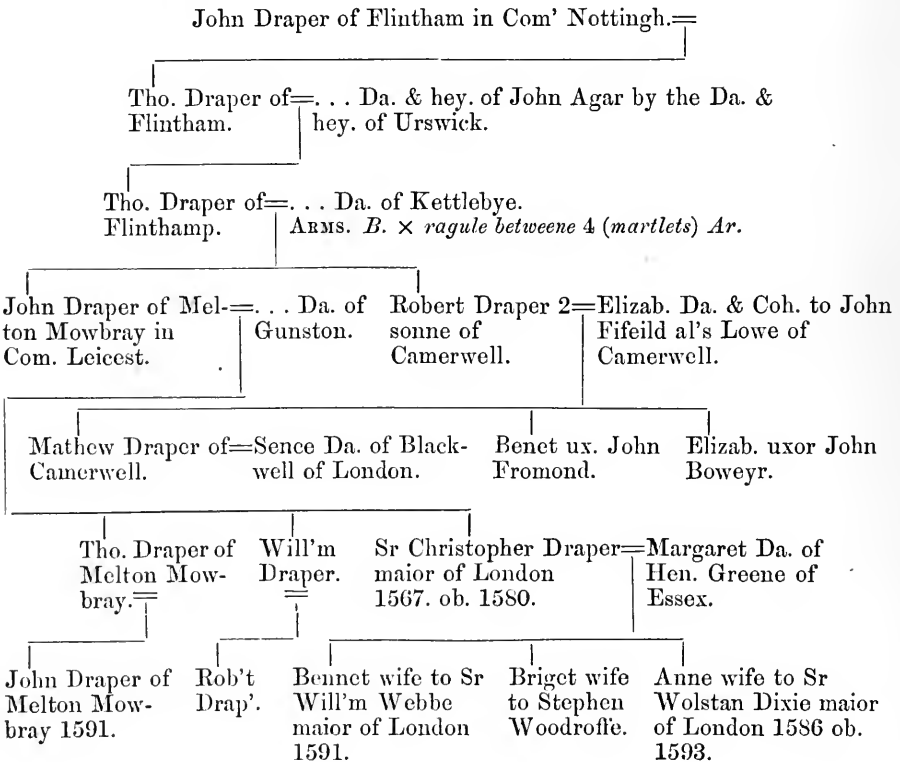 John Draper of Flintham in Com' Nottingh.=
Tho. Draper of=. . . Da. & hey. of John Agar by the Da. &
Flintham. hey. of Urswick.
Tho. Draper of=. . . Da. of Kettlebye.
Flinthamp. ARMS. B. × ragule betweene 4 (martlets) Ar.
John Draper of Mel-=. . . Da. of
ton Mowbray in Gunston.
Com. Leicest.
Robert Draper 2=Elizab. Da. & Coh. to John
sonne of Fifeild al's Lowe of
Camerwell. Camerwell.
Mathew Draper of=Sence Da. of Black-
Camerwell. well of London.
Benet ux. John
Fromond.
Elizab. uxor John
Boweyr.
Tho. Draper of
Melton Mow-
bray.=
Will'm
Draper.
=
Sr Christopher Draper=Margaret Da. of
maior of London Hen. Greene of
1567. ob. 1580. Essex.
John Draper of
Melton Mow-
bray 1591.
Rob't
Drap'.
Bennet wife to Sr
Will'm Webbe
maior of London
1591.
Briget wife
to Stephen
Woodroffe.
Anne wife to Sr
Wolstan Dixie maior
of London 1586 ob.
1593.